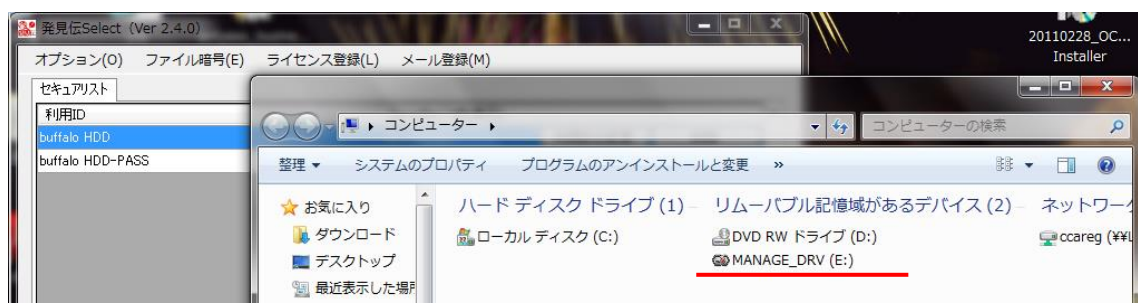 発見伝Select (Ver 2.4.0)
オプション(O) ファイル暗号(E) ライセンス登録(L) メール登録(M)
セキュアリスト
利用ID
buffalo HDD
buffalo HDD-PASS
20110228_OC...
Installer
コンピューター
コンピューターの検索
整理 システムのプロパティ プログラムのアンインストールと変更 »
お気に入り
ダウンロード
デスクトップ
最近表示した場所
ハード ディスク ドライブ (1)
ローカル ディスク (C:)
リムーバブル記憶域があるデバイス (2)
DVD RW ドライブ (D:)
MANAGE_DRV (E:)
ネットワーク
ccareg (¥¥L